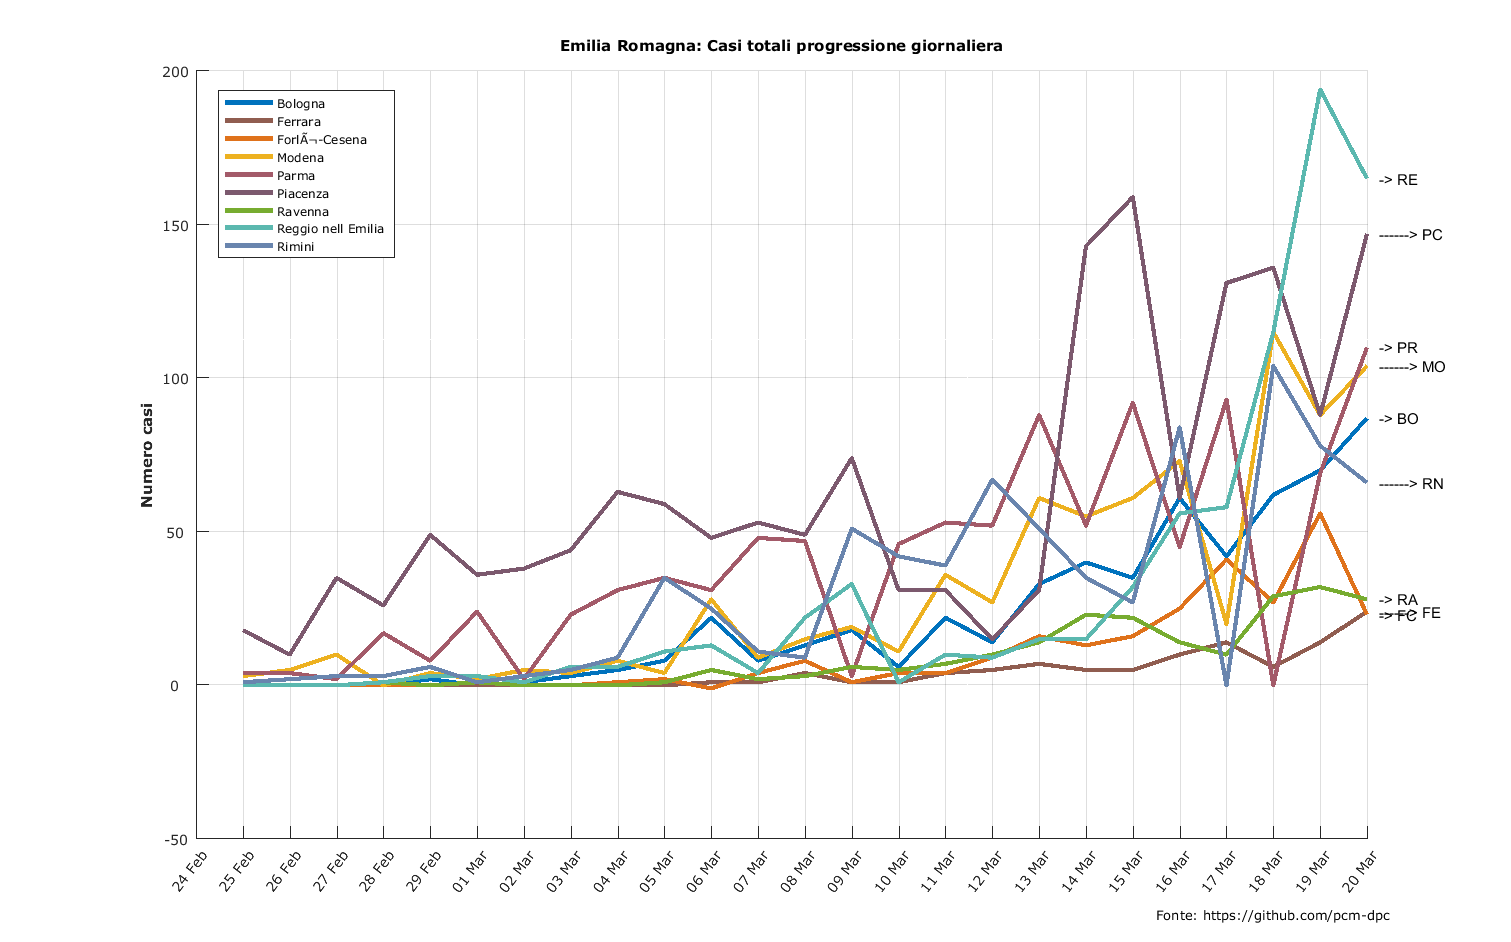 Emilia Romagna: Casi totali progressione giornaliera
200
150
100
50
0
-50
Numero casi
Bologna
Ferrara
ForlÃ¬-Cesena
Modena
Parma
Piacenza
Ravenna
Reggio nell Emilia
Rimini
-> RE
------> PC
-> PR
------> MO
-> BO
------> RN
-> RA
------> FE
-> FC
24 Feb
25 Feb
26 Feb
27 Feb
28 Feb
29 Feb
01 Mar
02 Mar
03 Mar
04 Mar
05 Mar
06 Mar
07 Mar
08 Mar
09 Mar
10 Mar
11 Mar
12 Mar
13 Mar
14 Mar
15 Mar
16 Mar
17 Mar
18 Mar
19 Mar
20 Mar
Fonte: https://github.com/pcm-dpc